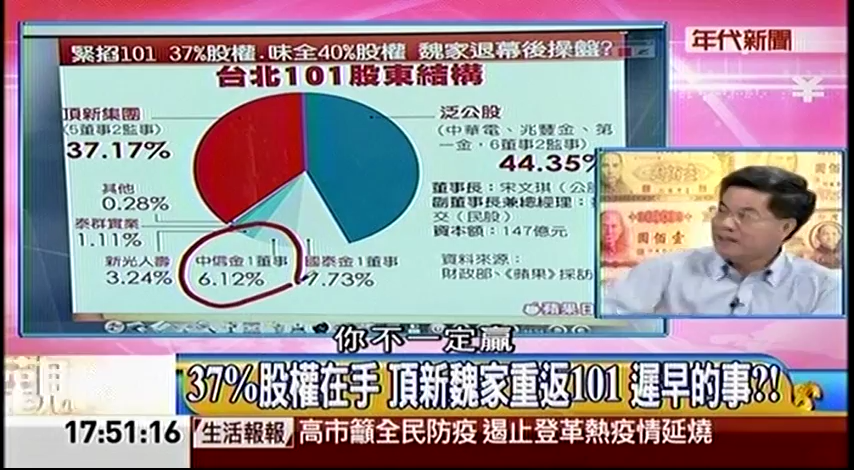 緊掐101 37%股權.味全40%股權 魏家退幕後操盤?
年代新聞
台北101股東結構
頂新集團
(5董事2監事)
37.17%
泛公股
(中華電、兆豐金、第
一金,6董事2監事)
44.35%
其他
0.28%
泰群實業
1.11%
新光人壽
3.24%
中信金1董事
6.12%
國泰金1董事
7.73%
董事長:宋文琪(公股
副董事長兼總經理:
交(民股)
資本額:147億元
資料來源:
財政部、《蘋果》採訪
蘋果日
你不一定贏
37%股權在手 頂新魏家重返101 遲早的事?!
17:51:16
生活報報
高市籲全民防疫 遏止登革熱疫情延燒